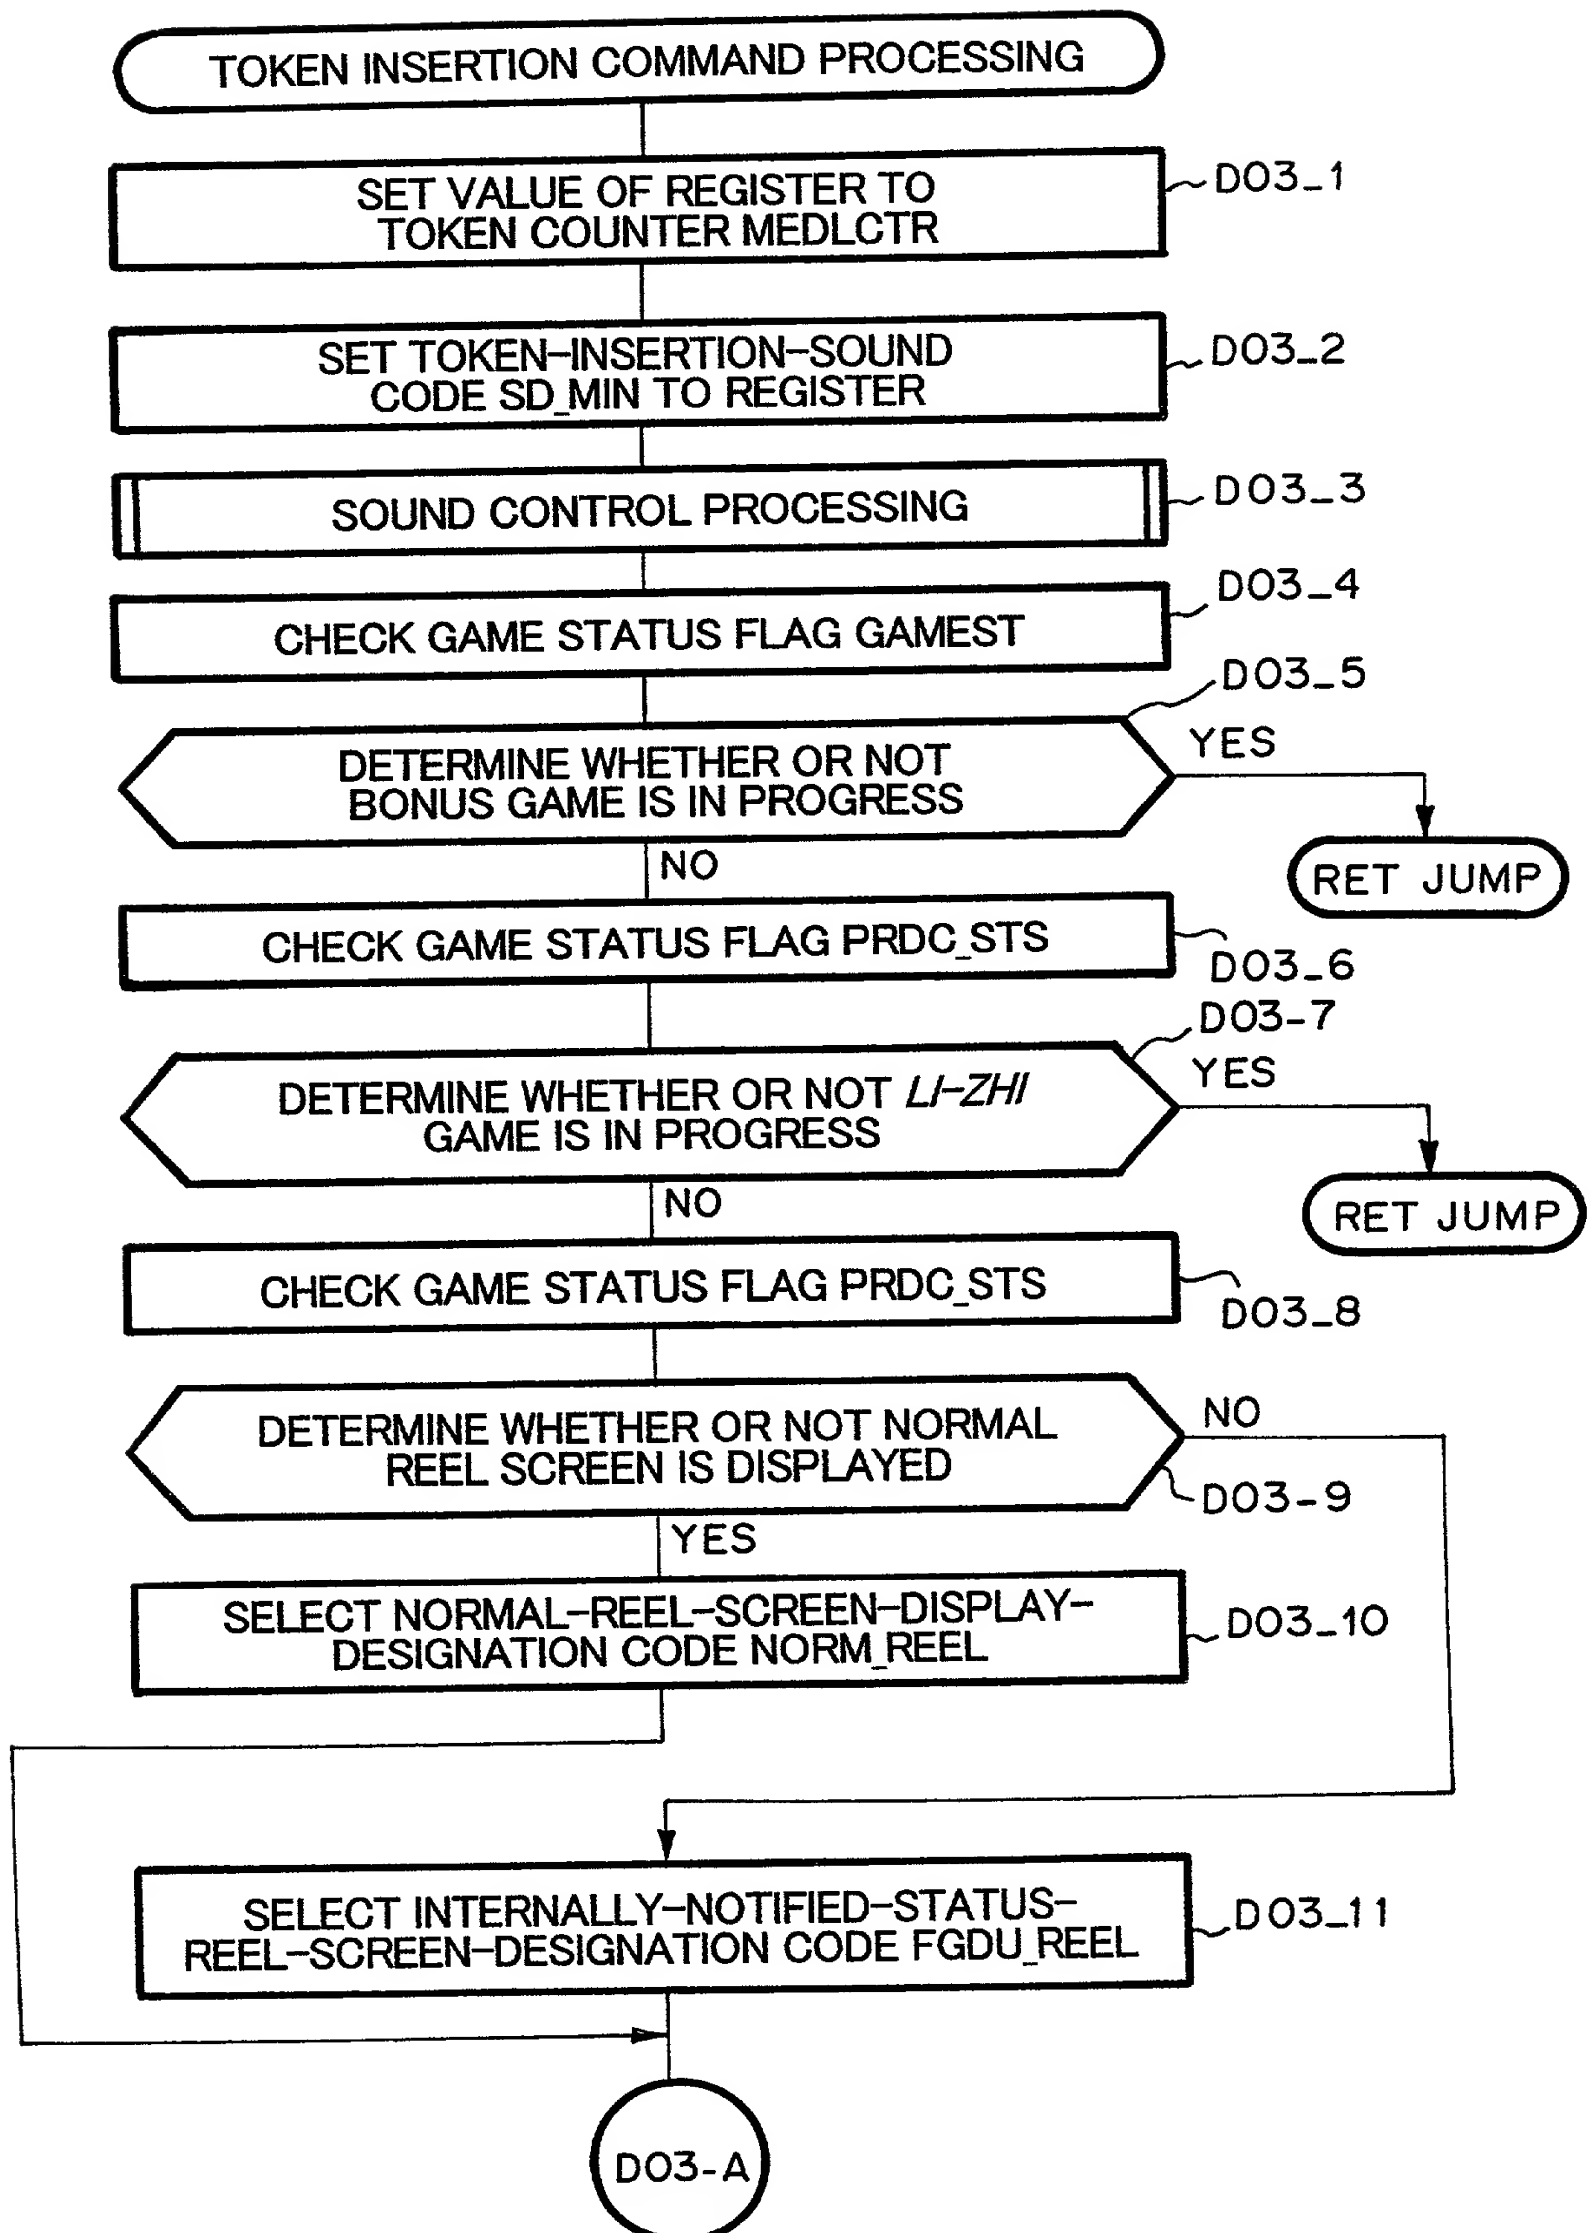 TOKEN INSERTION COMMAND PROCESSING
SET VALUE OF REGISTER TO
TOKEN COUNTER MEDLCTR
D03_1
SET TOKEN-INSERTION-SOUND
CODE SD_MIN TO REGISTER
D03_2
SOUND CONTROL PROCESSING
D03_3
CHECK GAME STATUS FLAG GAMEST
D03_4
DETERMINE WHETHER OR NOT
BONUS GAME IS IN PROGRESS
D03_5
YES
RET JUMP
NO
CHECK GAME STATUS FLAG PRDC_STS
D03_6
DETERMINE WHETHER OR NOT LI-ZHI
GAME IS IN PROGRESS
D03-7
YES
RET JUMP
NO
CHECK GAME STATUS FLAG PRDC_STS
D03_8
DETERMINE WHETHER OR NOT NORMAL
REEL SCREEN IS DISPLAYED
NO
D03-9
YES
SELECT NORMAL-REEL-SCREEN-DISPLAY-
DESIGNATION CODE NORM_REEL
D03_10
SELECT INTERNALLY-NOTIFIED-STATUS-
REEL-SCREEN-DESIGNATION CODE FGDU_REEL
D03_11
D03-A